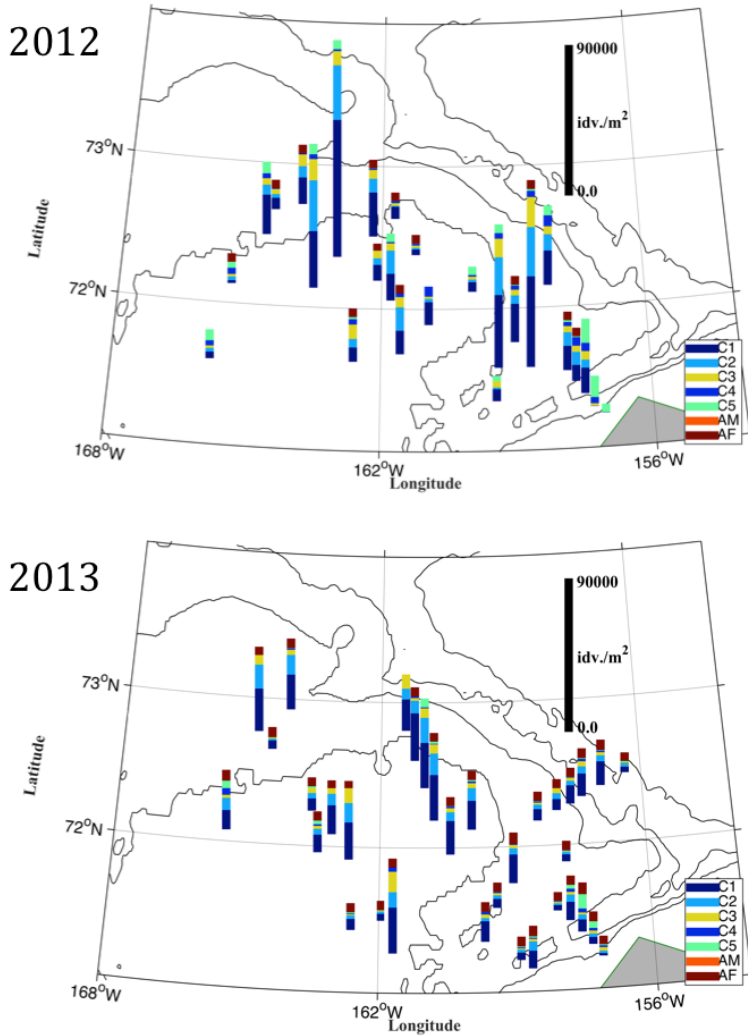 2012
90000
idv./m²
0.0
73°N
Latitude
72°N
C1
C2
C3
C4
C5
AM
AF
168°W
162°W
156°W
Longitude
2013
90000
idv./m²
0.0
73°N
Latitude
72°N
C1
C2
C3
C4
C5
AM
AF
168°W
162°W
156°W
Longitude